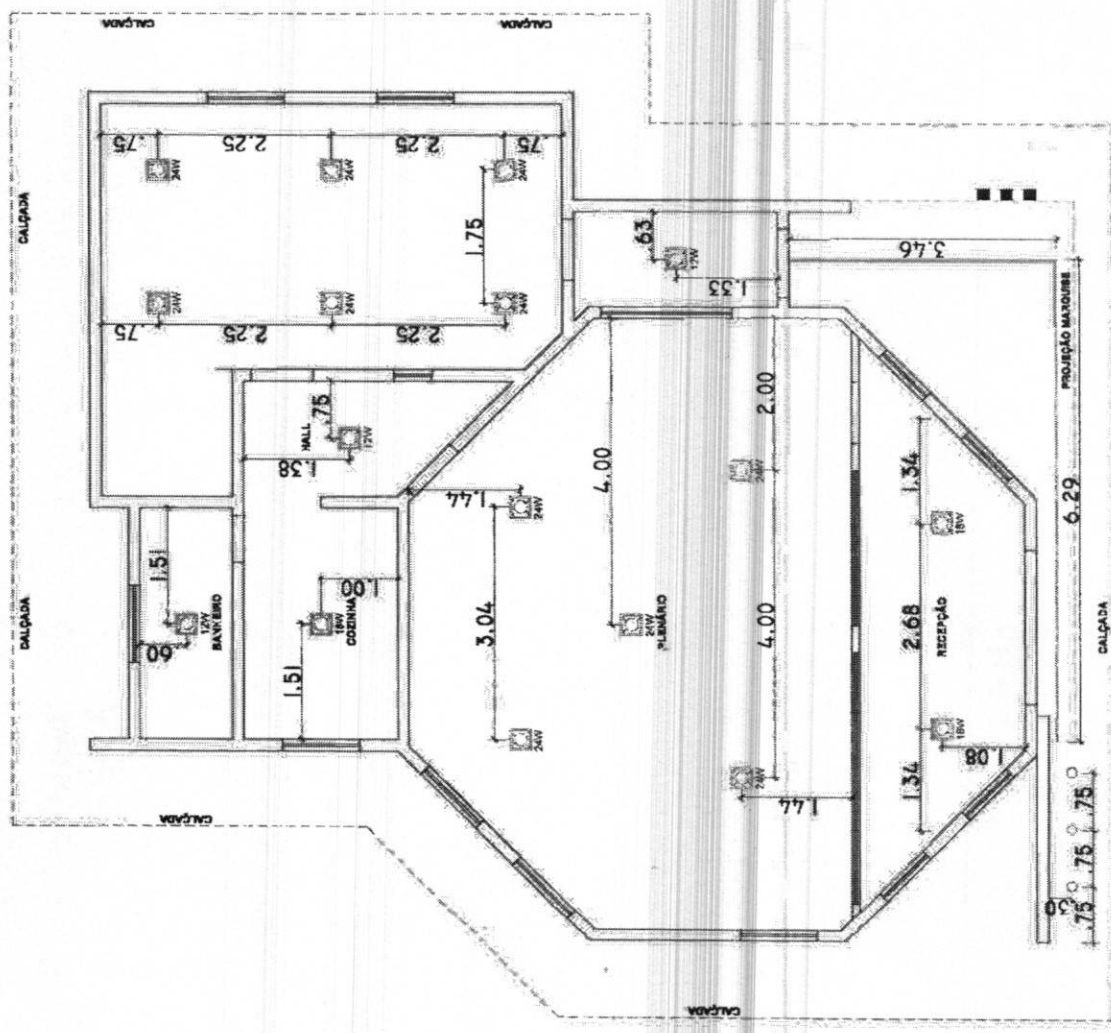 CALÇADA
CALÇADA
.75
2.25
2.25
.75
24W
24W
24W
CALÇADA
1.75
.63
12W
3.46
24W
24W
24W
1.33
.75
2.25
2.25
PROJEÇÃO MARQUISE
.75
HALL
12W
1.38
2.00
4.00
24W
1.34
1.44
24W
18W
6.29
1.51
1.00
CALÇADA
BANHEIRO
12W
.60
COZINHA
18W
1.51
3.04
24W
PLENÁRIO
4.00
2.68
RECEPÇÃO
CALÇADA
24W
24W
18W
1.08
1.34
1.44
CALÇADA
.75
.75
.75
.30
CALÇADA